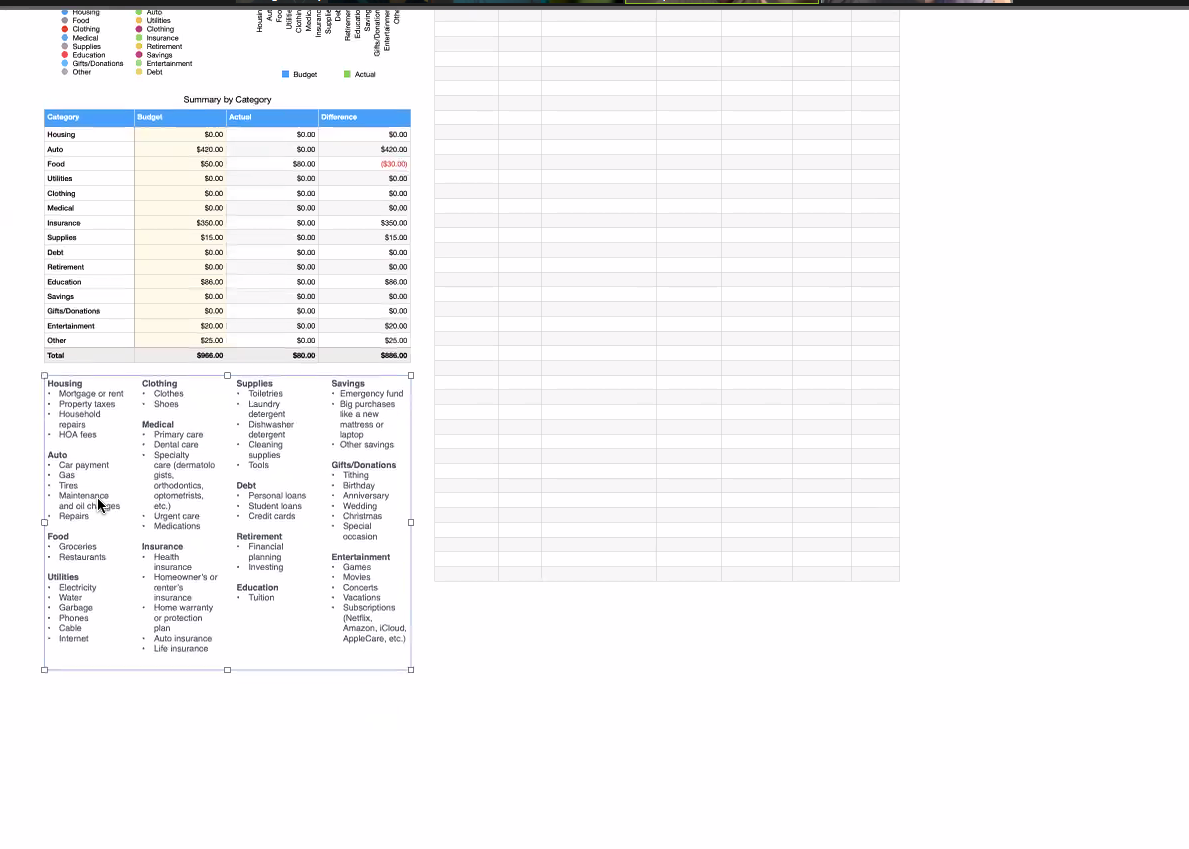 Housing Auto
Food Utilities
Clothing Clothing
Medical Insurance
Supplies Retirement
Education Savings
Gifts/Donations Entertainment
Other Debt
Food
Supplies
Savings
Gifts/Donations
Budget Actual
Summary by Category
Category Budget Actual Difference
Housing $0.00 $0.00 $0.00
Auto $420.00 $0.00 $420.00
Food $50.00 $80.00 ($30.00)
Utilities $0.00 $0.00 $0.00
Clothing $0.00 $0.00 $0.00
Medical $0.00 $0.00 $0.00
Insurance $350.00 $0.00 $350.00
Supplies $15.00 $0.00 $15.00
Debt $0.00 $0.00 $0.00
Retirement $0.00 $0.00 $0.00
Education $86.00 $0.00 $86.00
Savings $0.00 $0.00 $0.00
Gifts/Donations $0.00 $0.00 $0.00
Entertainment $20.00 $0.00 $20.00
Other $25.00 $0.00 $25.00
Total $966.00 $80.00 $886.00
Housing
• Mortgage or rent
• Property taxes
• Household
repairs
• HOA fees
Auto
• Car payment
• Gas
• Tires
• Maintenance
and oil changes
• Repairs
Food
• Groceries
• Restaurants
Utilities
• Electricity
• Water
• Garbage
• Phones
• Cable
• Internet
Clothing
• Clothes
• Shoes
Medical
• Primary care
• Dental care
• Specialty
care (dermatolo
gists,
orthodontics,
optometrists,
etc.)
• Urgent care
• Medications
Insurance
• Health
insurance
• Homeowner's or
renter's
insurance
• Home warranty
or protection
plan
• Auto insurance
• Life insurance
Supplies
• Toiletries
• Laundry
detergent
• Dishwasher
detergent
• Cleaning
supplies
• Tools
Debt
• Personal loans
• Student loans
• Credit cards
Retirement
• Financial
planning
• Investing
Education
• Tuition
Savings
• Emergency fund
• Big purchases
like a new
mattress or
laptop
• Other savings
Gifts/Donations
• Tithing
• Birthday
• Anniversary
• Wedding
• Christmas
• Special
occasion
Entertainment
• Games
• Movies
• Concerts
• Vacations
• Subscriptions
(Netflix,
Amazon, iCloud,
AppleCare, etc.)